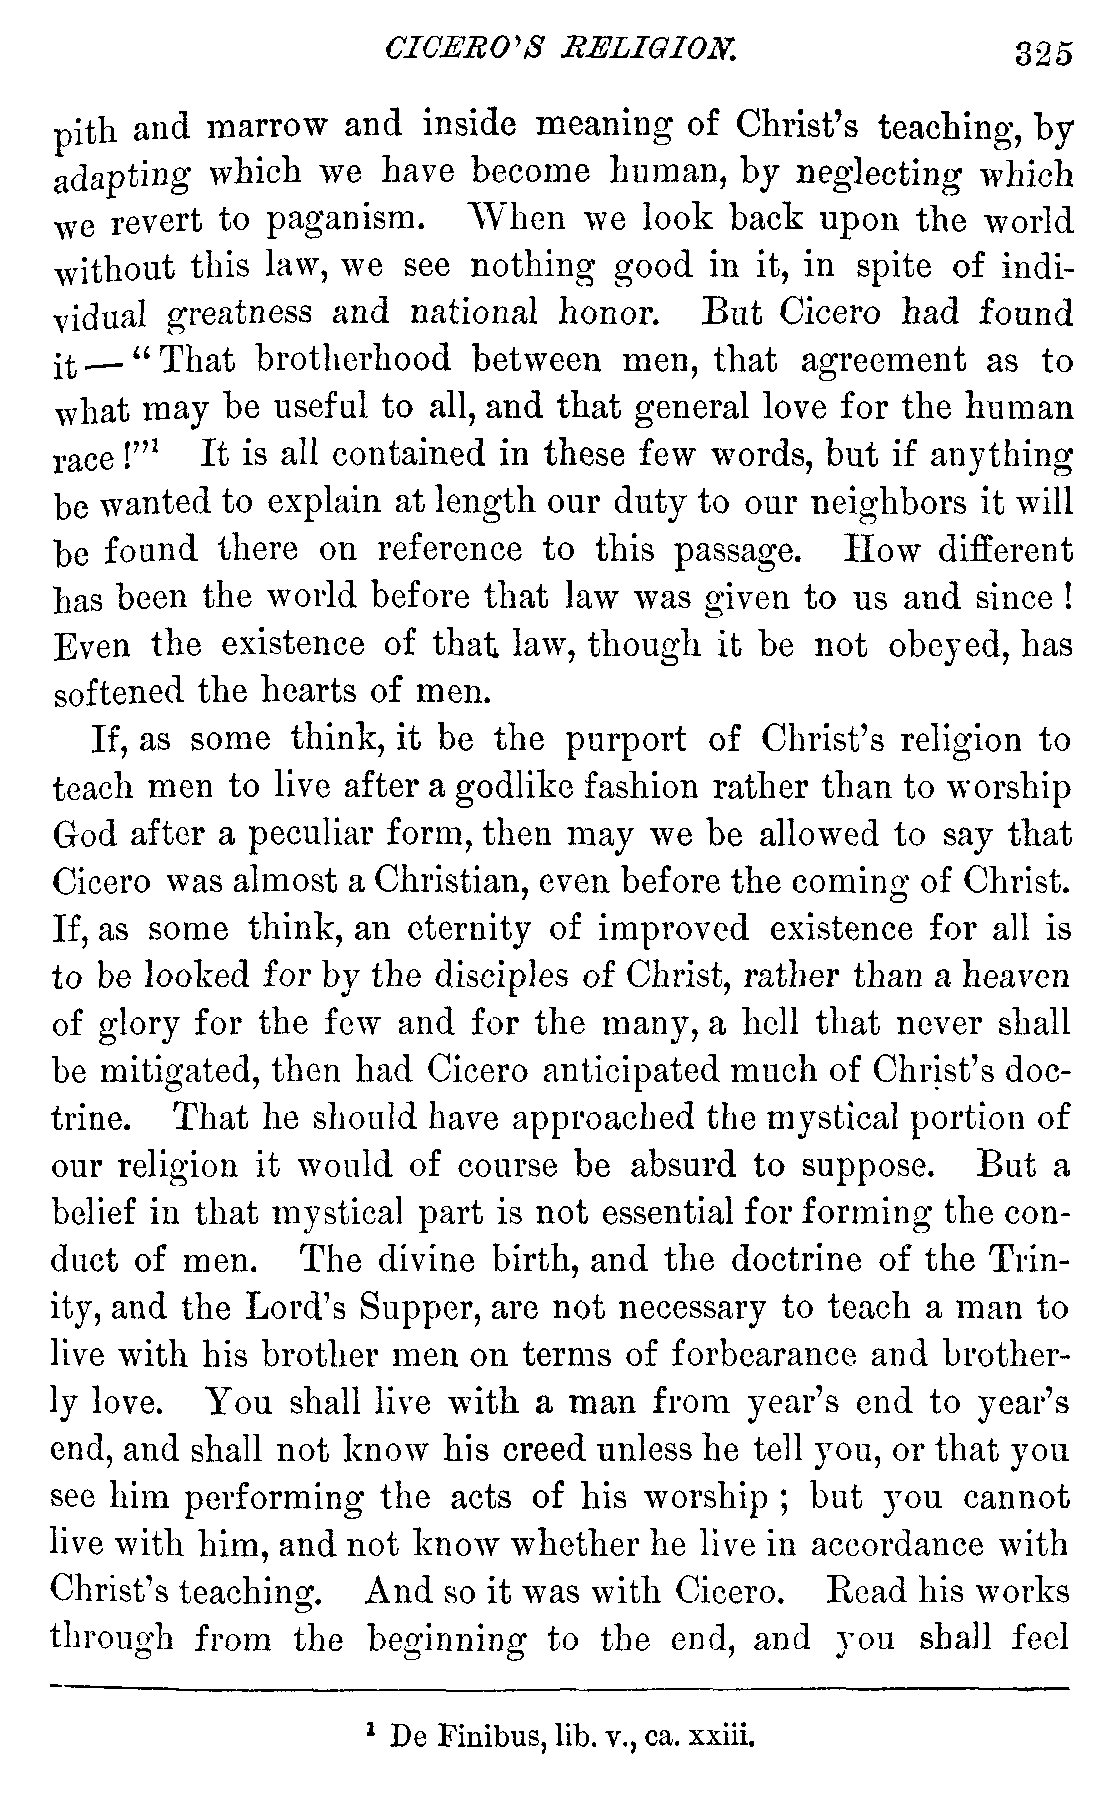 CICERO'S RELIGION. 325
pith and marrow and inside meaning of Christ's teaching, by
adapting which we have become human, by neglecting which
we revert to paganism. When we look back upon the world
without this law, we see nothing good in it, in spite of indi-
vidual greatness and national honor. But Cicero had found
it—"That brotherhood between men, that agreement as to
what may be useful to all, and that general love for the human
race!"¹ It is all contained in these few words, but if anything
be wanted to explain at length our duty to our neighbors it will
be found there on reference to this passage. How different
has been the world before that law was given to us and since!
Even the existence of that law, though it be not obeyed, has
softened the hearts of men.
If, as some think, it be the purport of Christ's religion to
teach men to live after a godlike fashion rather than to worship
God after a peculiar form, then may we be allowed to say that
Cicero was almost a Christian, even before the coming of Christ.
If, as some think, an eternity of improved existence for all is
to be looked for by the disciples of Christ, rather than a heaven
of glory for the few and for the many, a hell that never shall
be mitigated, then had Cicero anticipated much of Christ's doc-
trine. That he should have approached the mystical portion of
our religion it would of course be absurd to suppose. But a
belief in that mystical part is not essential for forming the con-
duct of men. The divine birth, and the doctrine of the Trin-
ity, and the Lord's Supper, are not necessary to teach a man to
live with his brother men on terms of forbearance and brother-
ly love. You shall live with a man from year's end to year's
end, and shall not know his creed unless he tell you, or that you
see him performing the acts of his worship; but you cannot
live with him, and not know whether he live in accordance with
Christ's teaching. And so it was with Cicero. Read his works
through from the beginning to the end, and you shall feel
¹ De Finibus, lib. v., ca. xxiii.